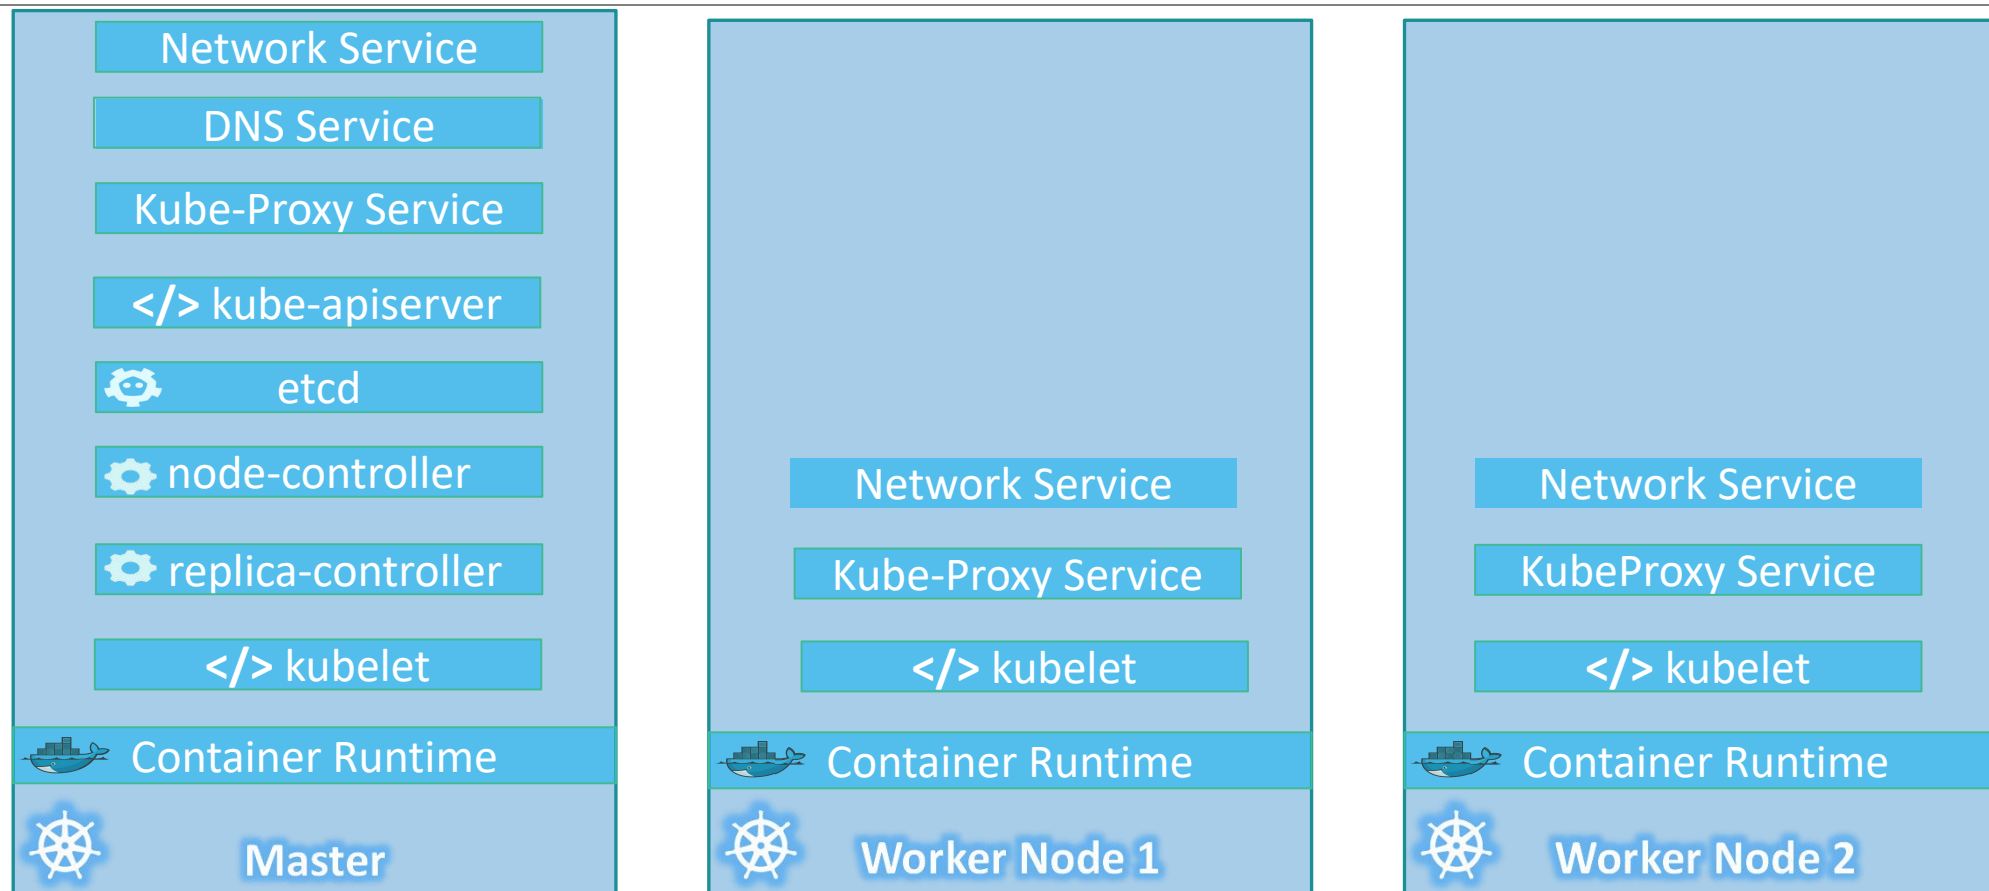 Network Service
DNS Service
Kube-Proxy Service
</> kube-apiserver
etcd
node-controller
replica-controller
</> kubelet
Container Runtime
Master
Network Service
Kube-Proxy Service
</> kubelet
Container Runtime
Worker Node 1
Network Service
KubeProxy Service
</> kubelet
Container Runtime
Worker Node 2